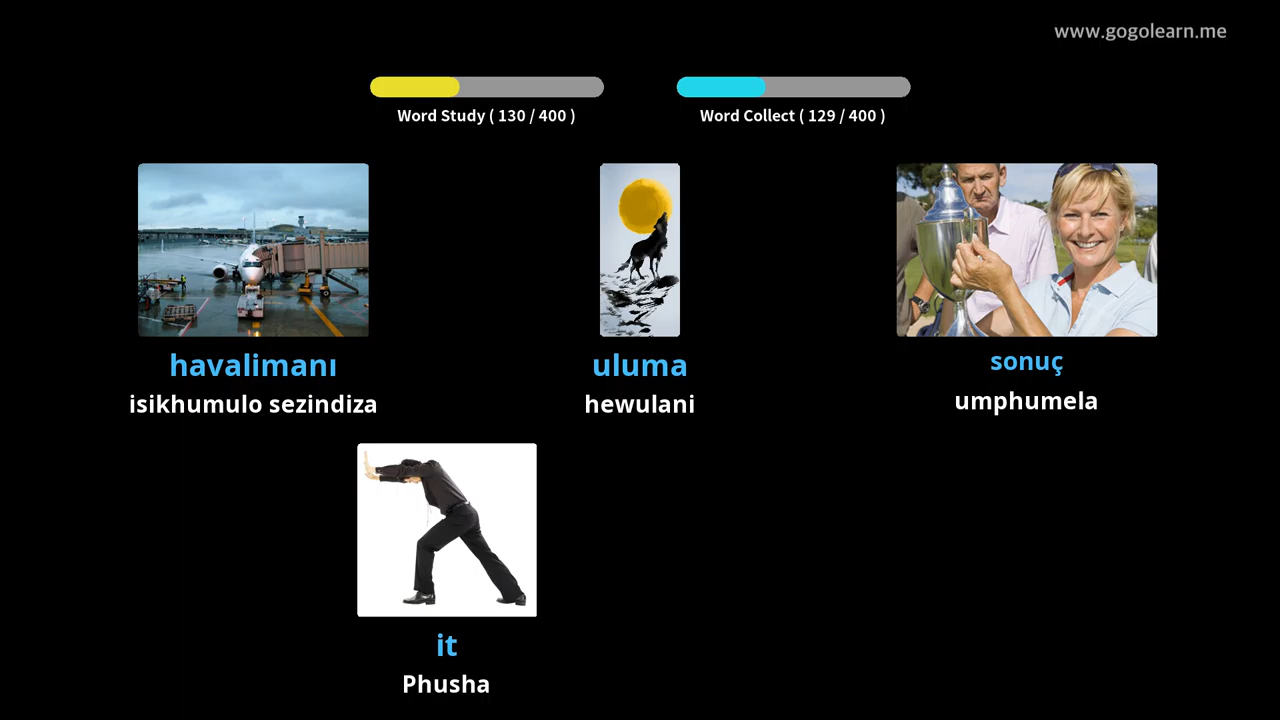 www.gogolearn.me
Word Study ( 130 / 400 )
Word Collect ( 129 / 400 )
havalimanı
isikhumulo sezindiza
uluma
hewulani
sonuç
umphumela
it
Phusha